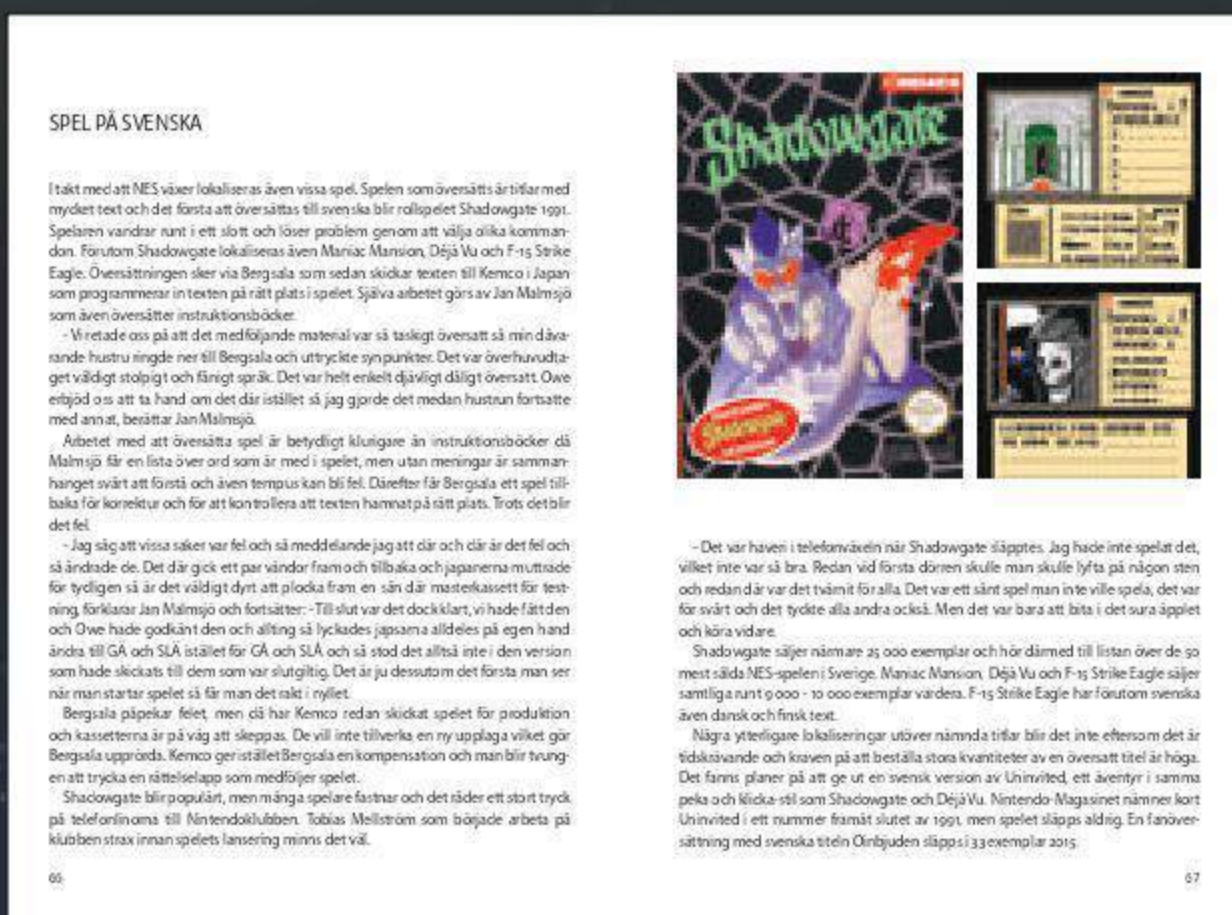 SPEL PÅ SVENSKA
I takt med att NES växer lokaliseras även vissa spel. Spelen som översätts är titlar med
mycket text och det första att översättas till svenska blir rollspelet Shadowgate 1991.
Spelaren vandrar runt i ett slott och löser problem genom att välja olika komman-
don. Förutom Shadowgate lokaliseras även Maniac Mansion, Déjà Vu och F-15 Strike
Eagle. Översättningen sker via Bergsala som sedan skickar texten till Kemco i Japan
som programmerar in texten på rätt plats i spelet. Själva arbetet görs av Jan Malmsjö
som även översätter instruktionsböcker.
- Vi retade oss på att det medföljande material var så taskigt översatt så min dåva-
rande hustru ringde ner till Bergsala och uttryckte synpunkter. Det var överhuvudta-
get väldigt stolpigt och fånigt språk. Det var helt enkelt djävligt dåligt översatt. Owe
erbjöd oss att ta hand om det där istället så jag gjorde det medan hustrun fortsatte
med annat, berättar Jan Malmsjö.
Arbetet med att översätta spel är betydligt klurigare än instruktionsböcker då
Malmsjö får en lista över ord som är med i spelet, men utan meningar är samman-
hanget svårt att förstå och även tempus kan bli fel. Därefter får Bergsala ett spel till-
baka för korrektur och för att kontrollera att texten hamnat på rätt plats. Trots det blir
det fel.
- Jag såg att vissa saker var fel och så meddelande jag att där och där är det fel och
så ändrade de. Det där gick ett par vändor fram och tillbaka och japanerna muttrade
för tydligen så är det väldigt dyrt att plocka fram en sån där masterkassett för test-
ning, förklarar Jan Malmsjö och fortsätter: - Till slut var det dock klart, vi hade fått den
och Owe hade godkänt den och allting så lyckades japsarna alldeles på egen hand
ändra till GÄ och SLÄ istället för GÅ och SLÅ och så stod det alltså inte i den version
som hade skickats till dem som var slutgiltig. Det är ju dessutom det första man ser
när man startar spelet så får man det rakt i nyllet.
Bergsala påpekar felet, men då har Kemco redan skickat spelet för produktion
och kassetterna är på väg att skeppas. De vill inte tillverka en ny upplaga vilket gör
Bergsala upprörda. Kemco ger istället Bergsala en kompensation och man blir tvung-
en att trycka en rättelselapp som medföljer spelet.
Shadowgate blir populärt, men många spelare fastnar och det råder ett stort tryck
på telefonlinorna till Nintendoklubben. Tobias Mellström som började arbeta på
klubben strax innan spelets lansering minns det väl.
66
Shadowgate
- Det var haveri i telefonväxeln när Shadowgate släpptes. Jag hade inte spelat det,
vilket inte var så bra. Redan vid första dörren skulle man skulle lyfta på någon sten
och redan där var det tvärnit för alla. Det var ett sånt spel man inte ville spela, det var
för svårt och det tyckte alla andra också. Men det var bara att bita i det sura äpplet
och köra vidare.
Shadowgate säljer närmare 25 000 exemplar och hör därmed till listan över de 50
mest sålda NES-spelen i Sverige. Maniac Mansion, Déjà Vu och F-15 Strike Eagle säljer
samtliga runt 9 000 - 10 000 exemplar vardera. F-15 Strike Eagle har förutom svenska
även dansk och finsk text.
Några ytterligare lokaliseringar utöver nämnda titlar blir det inte eftersom det är
tidskrävande och kraven på att beställa stora kvantiteter av en översatt titel är höga.
Det fanns planer på att ge ut en svensk version av Uninvited, ett äventyr i samma
peka och klicka-stil som Shadowgate och Déjà Vu. Nintendo-Magasinet nämner kort
Uninvited i ett nummer framåt slutet av 1991, men spelet släpps aldrig. En fanöver-
sättning med svenska titeln Oinbjuden släpps i 33 exemplar 2015.
67